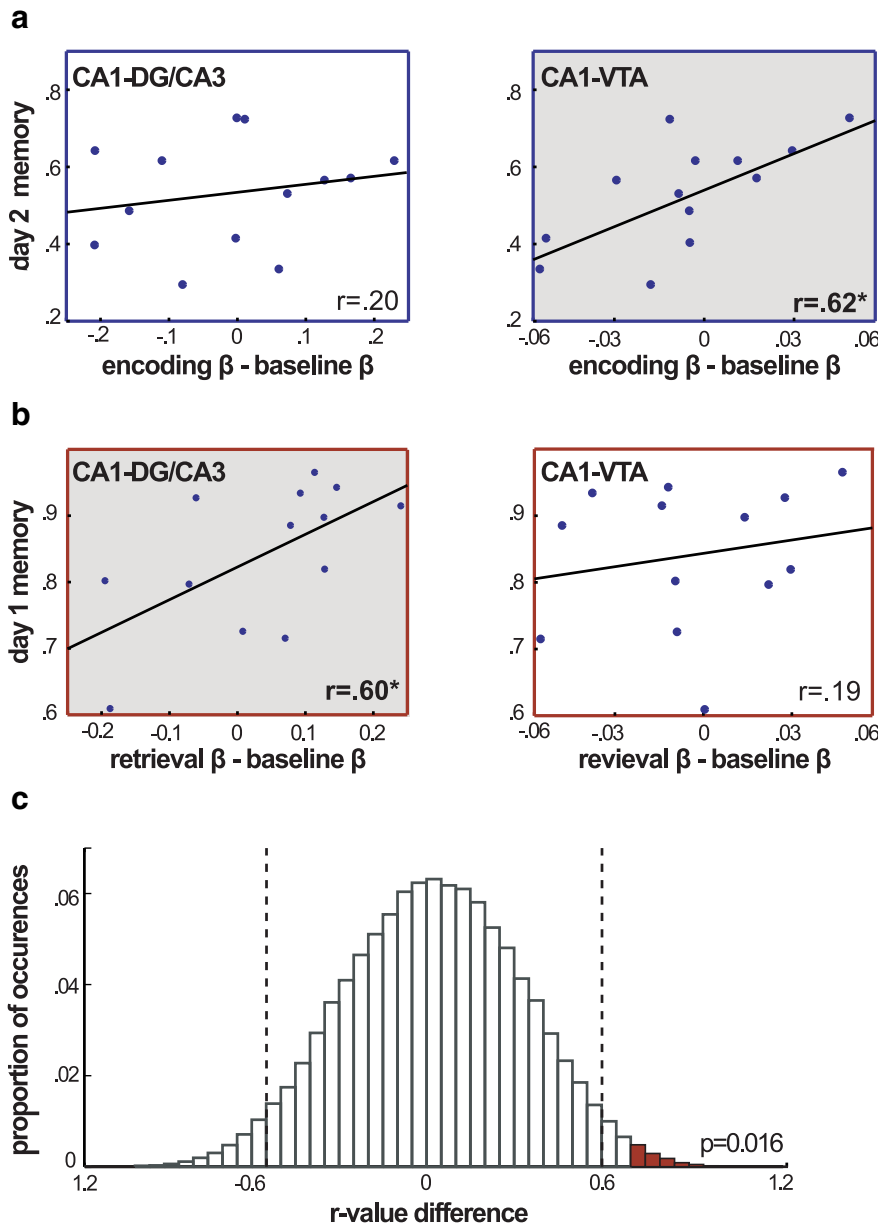 a
CA1-DG/CA3
CA1-VTA
day 2 memory
.8
.6
.4
.2
r=.20
r=.62*
-.2 -.1 0 .1 .2
-.06 -.03 0 .03 .06
encoding β - baseline β
encoding β - baseline β
b
CA1-DG/CA3
CA1-VTA
day 1 memory
.9
.8
.7
.6
.9
.8
.7
.6
r=.60*
r=.19
-0.2 -0.1 0 0.1 0.2
-.06 -.03 0 .03 .06
retrieval β - baseline β
revieval β - baseline β
c
proportion of occurences
.06
.04
.02
0
p=0.016
1.2 -0.6 0 0.6 1.2
r-value difference